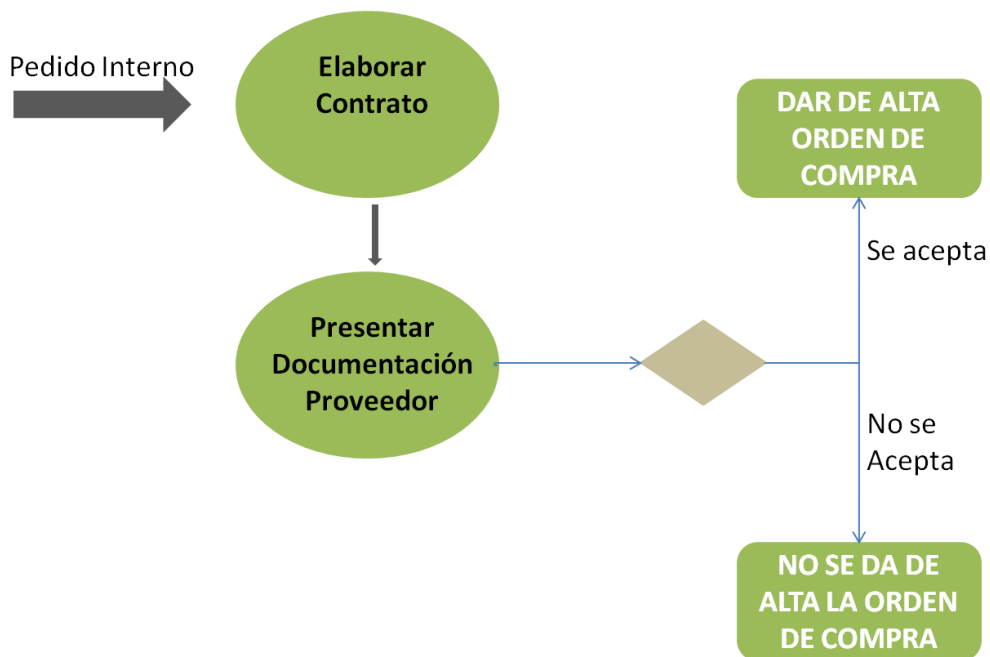 Pedido Interno
Elaborar
Contrato
Presentar
Documentación
Proveedor
DAR DE ALTA
ORDEN DE
COMPRA
Se acepta
No se
Acepta
NO SE DA DE
ALTA LA ORDEN
DE COMPRA